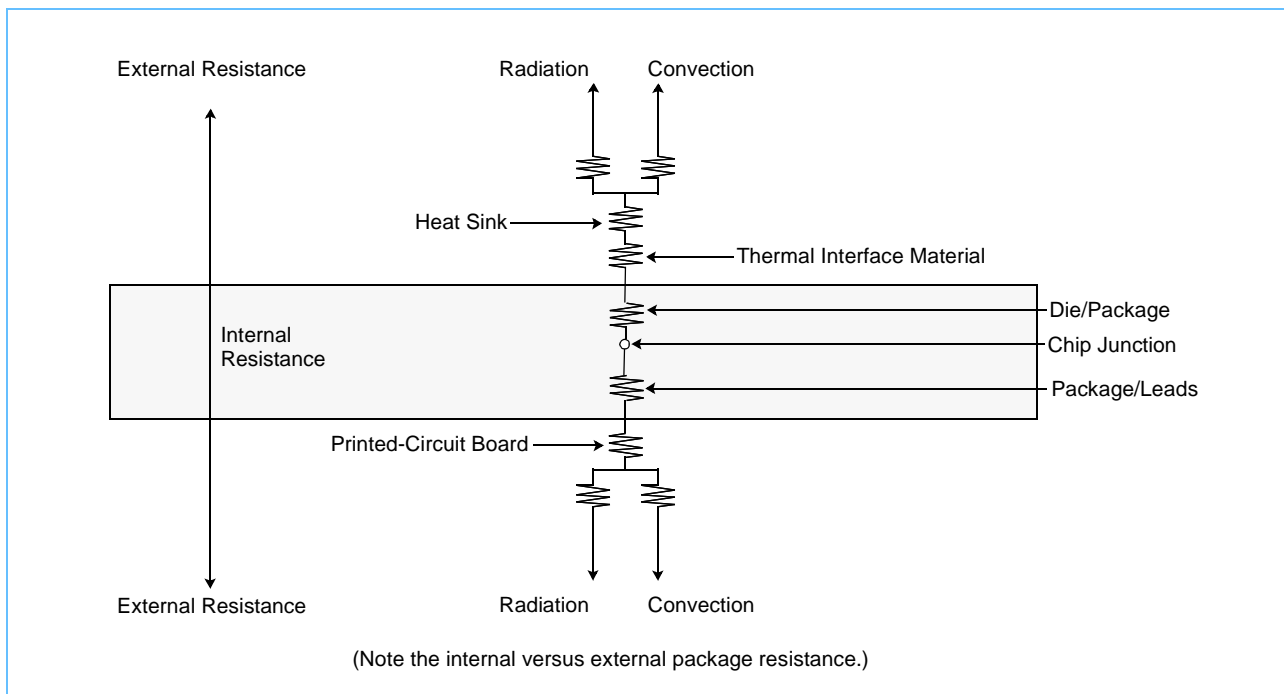 External Resistance
Radiation
Convection
Heat Sink
Thermal Interface Material
Die/Package
Internal
Resistance
Chip Junction
Package/Leads
Printed-Circuit Board
External Resistance
Radiation
Convection
(Note the internal versus external package resistance.)